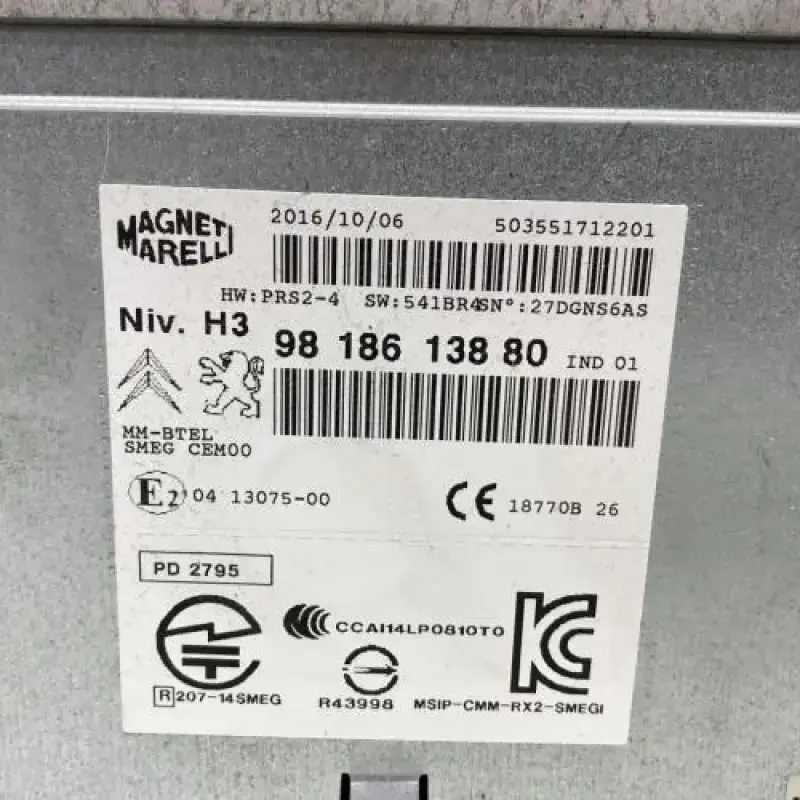 MAGNETI MARELLI
2016/10/06 503551712201
HW:PRS2-4 SW:541BR4SN°:27DGNS6AS
Niv. H3
98 186 138 80 IND 01
MM-BTEL
SMEG CEM00
E2 04 13075-00
CE 18770B 26
PD 2795
CCAI14LP0810T0
R 207-14SMEG
R43998
MSIP-CMM-RX2-SMEGI